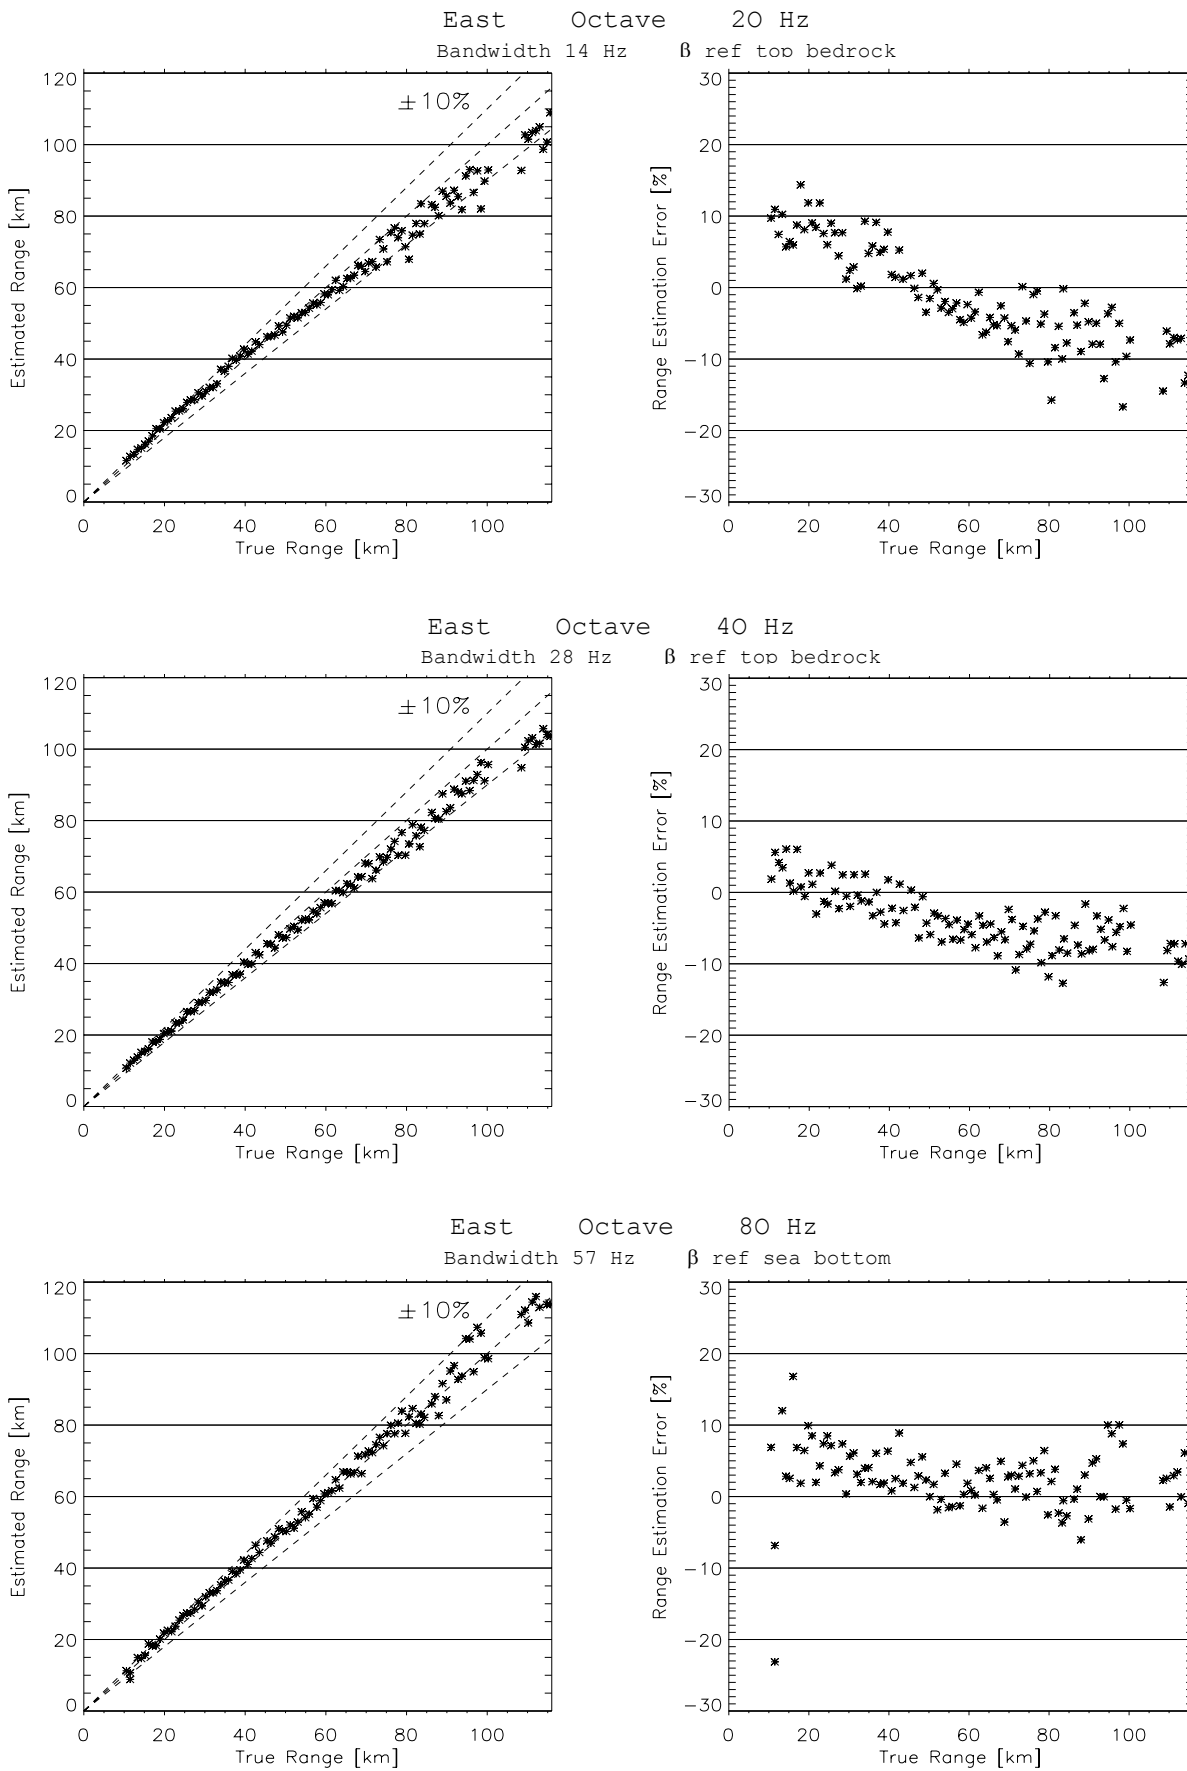 East Octave 20 Hz
Bandwidth 14 Hz β ref top bedrock
±10%
120
100
80
60
40
20
0
Estimated Range [km]
0 20 40 60 80 100
True Range [km]
30
20
10
0
−10
−20
−30
Range Estimation Error [%]
0 20 40 60 80 100
True Range [km]
East Octave 40 Hz
Bandwidth 28 Hz β ref top bedrock
±10%
120
100
80
60
40
20
0
Estimated Range [km]
0 20 40 60 80 100
True Range [km]
30
20
10
0
−10
−20
−30
Range Estimation Error [%]
0 20 40 60 80 100
True Range [km]
East Octave 80 Hz
Bandwidth 57 Hz β ref sea bottom
±10%
120
100
80
60
40
20
0
Estimated Range [km]
0 20 40 60 80 100
True Range [km]
30
20
10
0
−10
−20
−30
Range Estimation Error [%]
0 20 40 60 80 100
True Range [km]